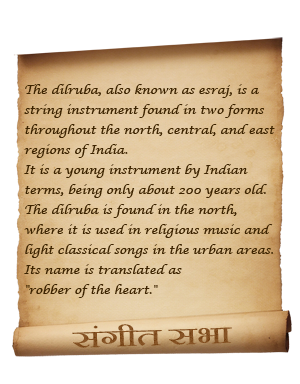 The dilruba, also known as esraj, is a
string instrument found in two forms
throughout the north, central, and east
regions of India.
It is a young instrument by Indian
terms, being only about 200 years old.
The dilruba is found in the north,
where it is used in religious music and
light classical songs in the urban areas.
Its name is translated as
"robber of the heart."
संगीत सभा